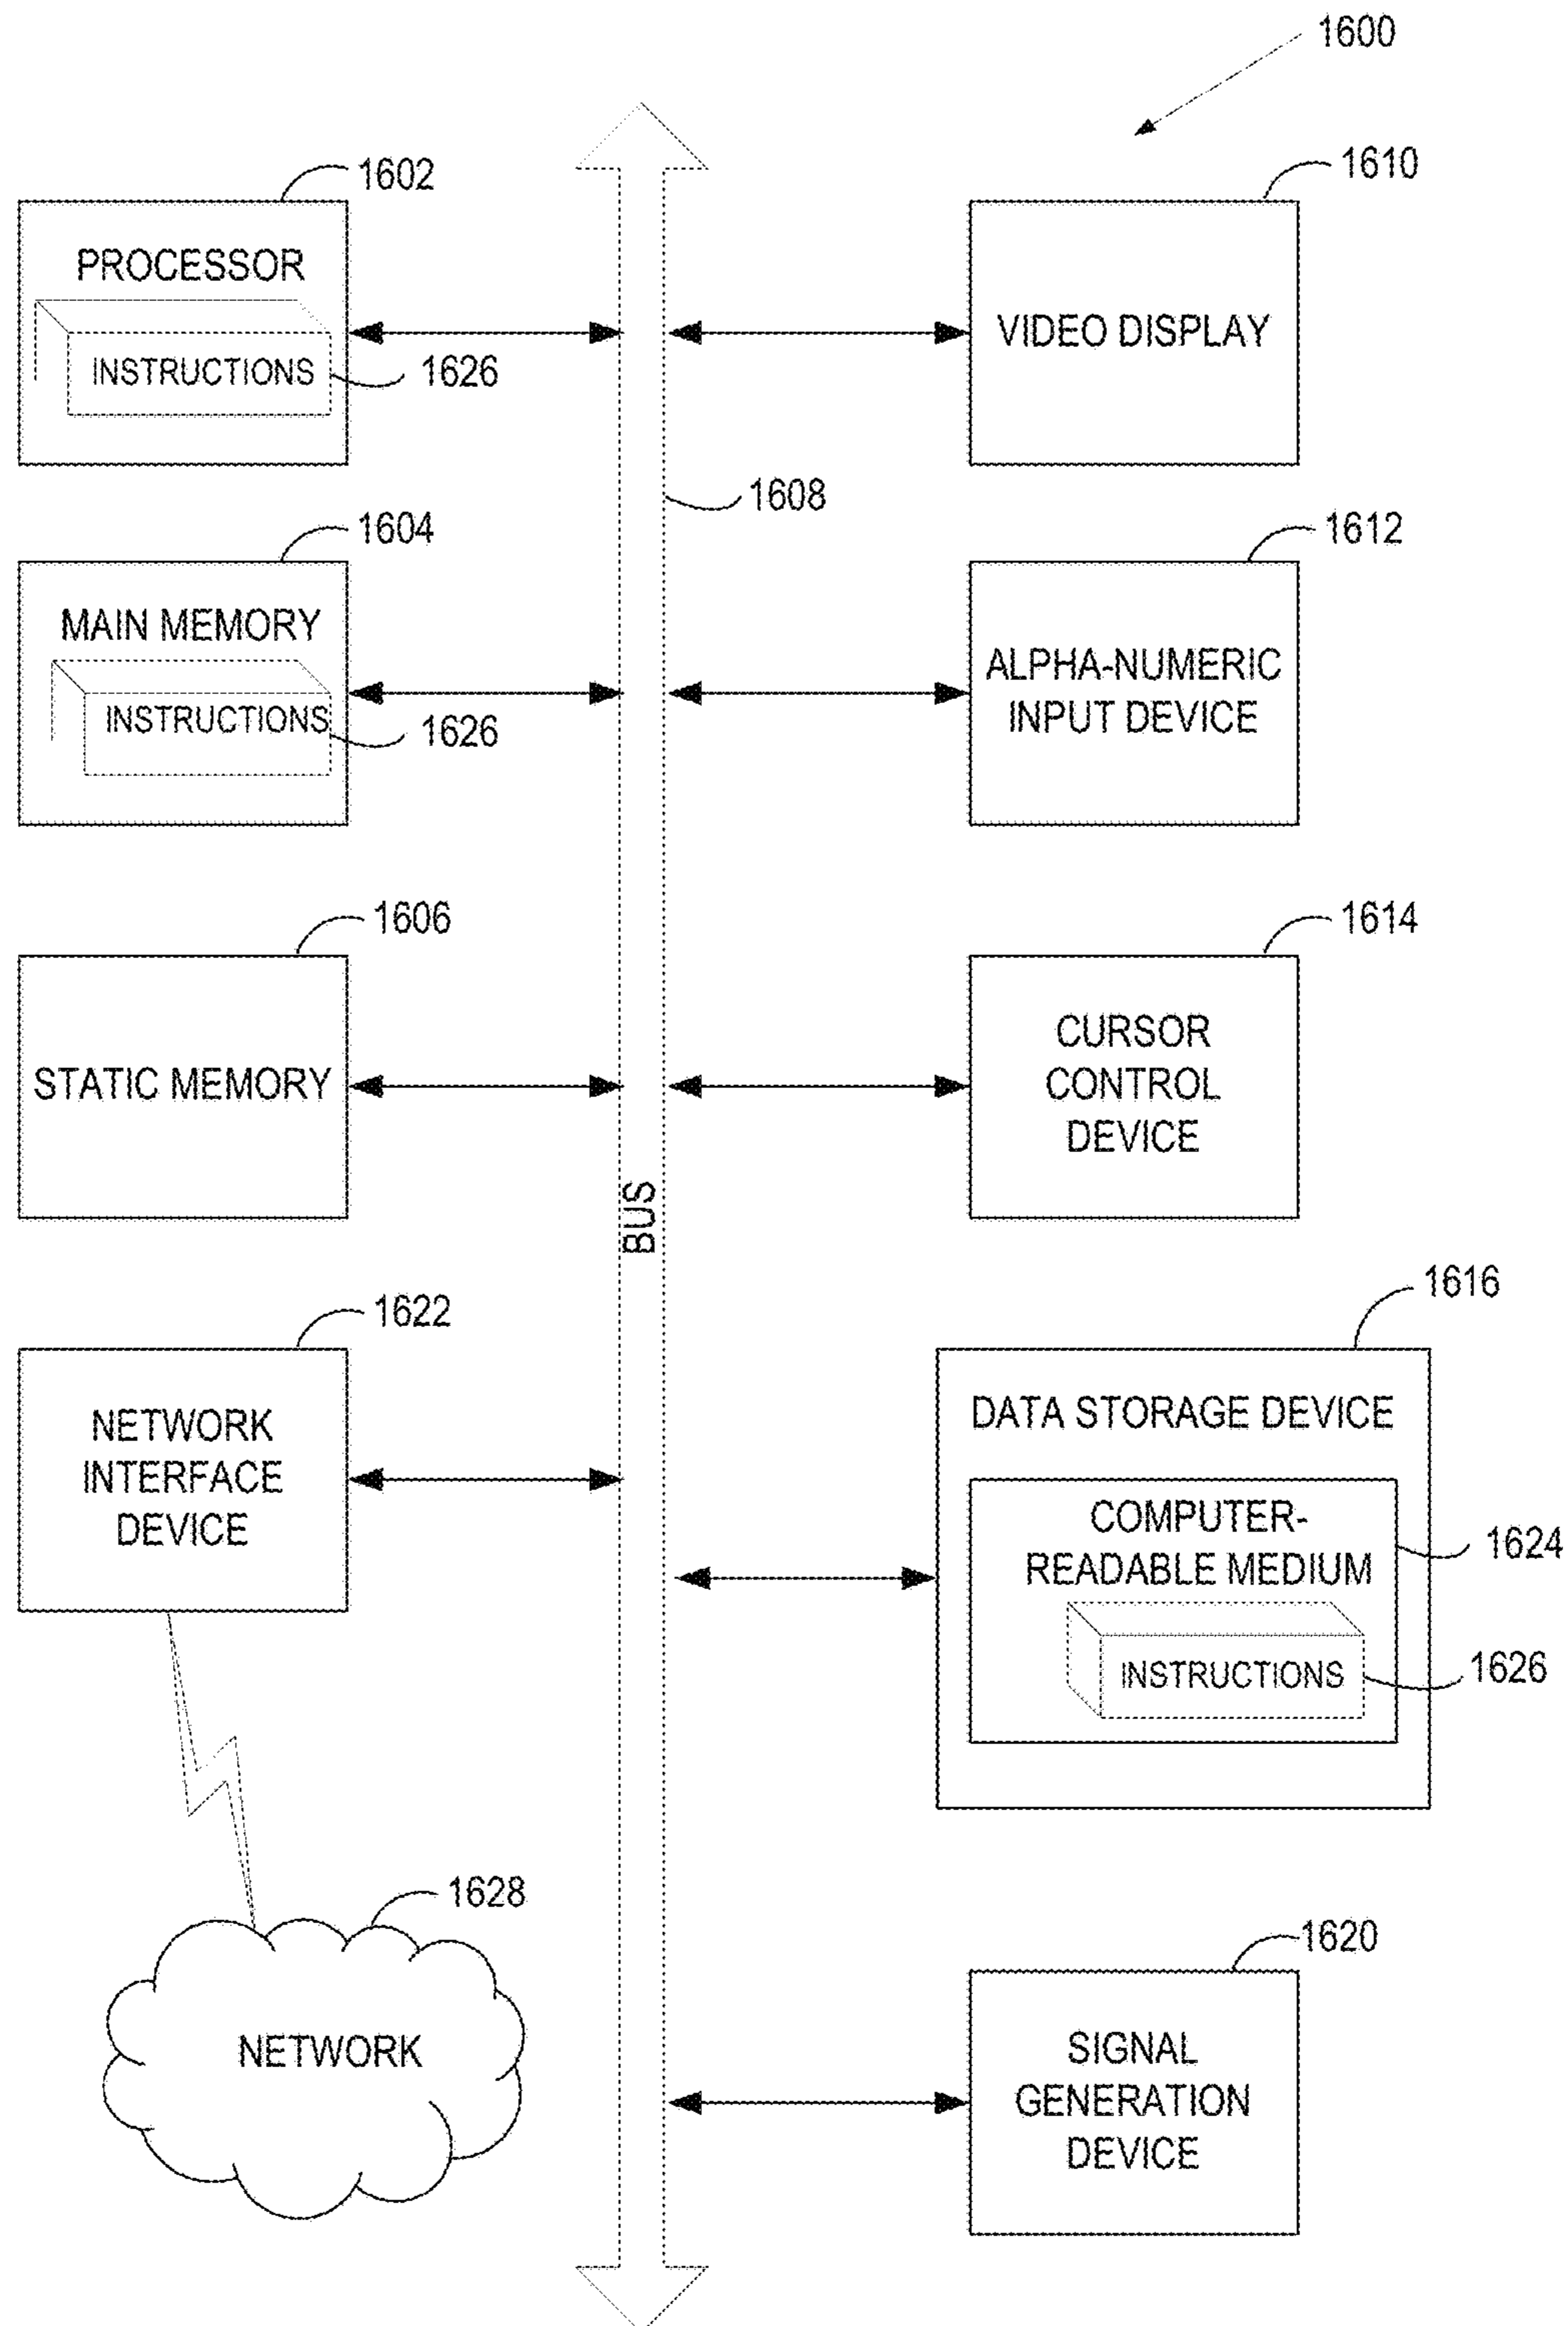 1600
1602
PROCESSOR
INSTRUCTIONS
1626
1610
VIDEO DISPLAY
1608
1604
MAIN MEMORY
INSTRUCTIONS
1626
1612
ALPHA-NUMERIC
INPUT DEVICE
1606
STATIC MEMORY
1614
CURSOR
CONTROL
DEVICE
BUS
1622
NETWORK
INTERFACE
DEVICE
1616
DATA STORAGE DEVICE
COMPUTER-
READABLE MEDIUM
1624
INSTRUCTIONS
1626
1628
NETWORK
1620
SIGNAL
GENERATION
DEVICE